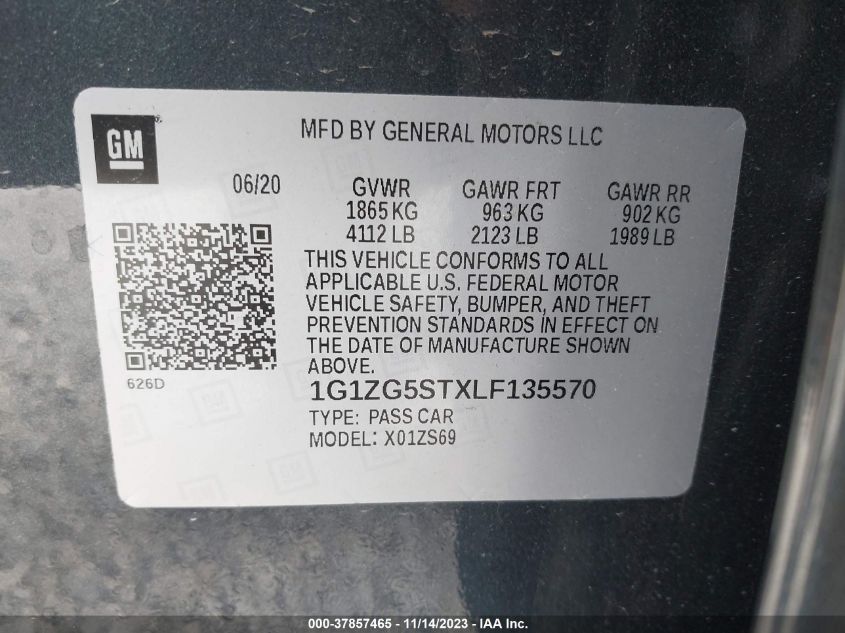 GM
MFD BY GENERAL MOTORS LLC
06/20 GVWR GAWR FRT GAWR RR
1865 KG 963 KG 902 KG
4112 LB 2123 LB 1989 LB
THIS VEHICLE CONFORMS TO ALL
APPLICABLE U.S. FEDERAL MOTOR
VEHICLE SAFETY, BUMPER, AND THEFT
PREVENTION STANDARDS IN EFFECT ON
THE DATE OF MANUFACTURE SHOWN
ABOVE.
626D
1G1ZG5STXLF135570
TYPE: PASS CAR
MODEL: X01ZS69
000-37857465 - 11/14/2023 - IAA Inc.